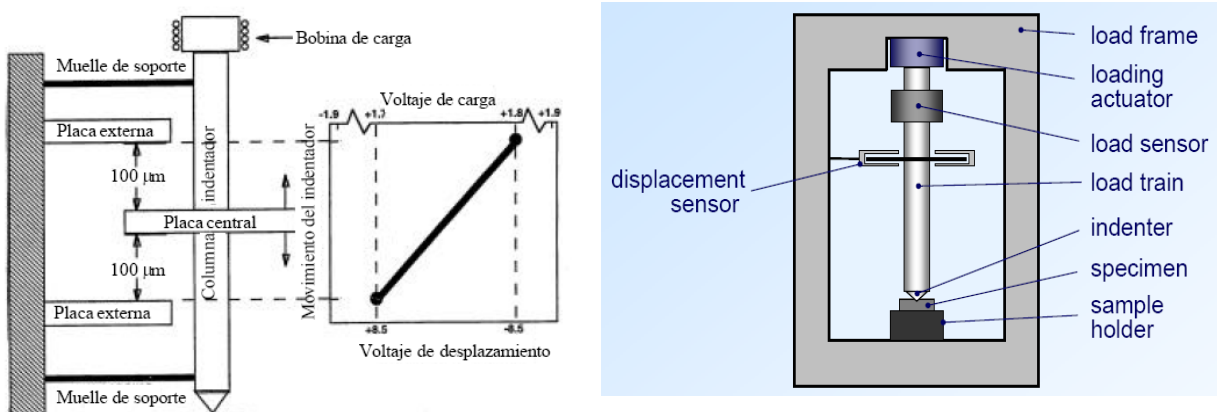 Bobina de carga
Muelle de soporte
Placa externa
100 µm
Placa central
100 µm
Placa externa
Muelle de soporte
Columna indentador
Movimiento del indentador
Voltaje de carga
-1.9 +1.7 +1.8 +1.9
+8.5 -8.5
Voltaje de desplazamiento
load frame
loading
actuator
load sensor
load train
displacement
sensor
indenter
specimen
sample
holder